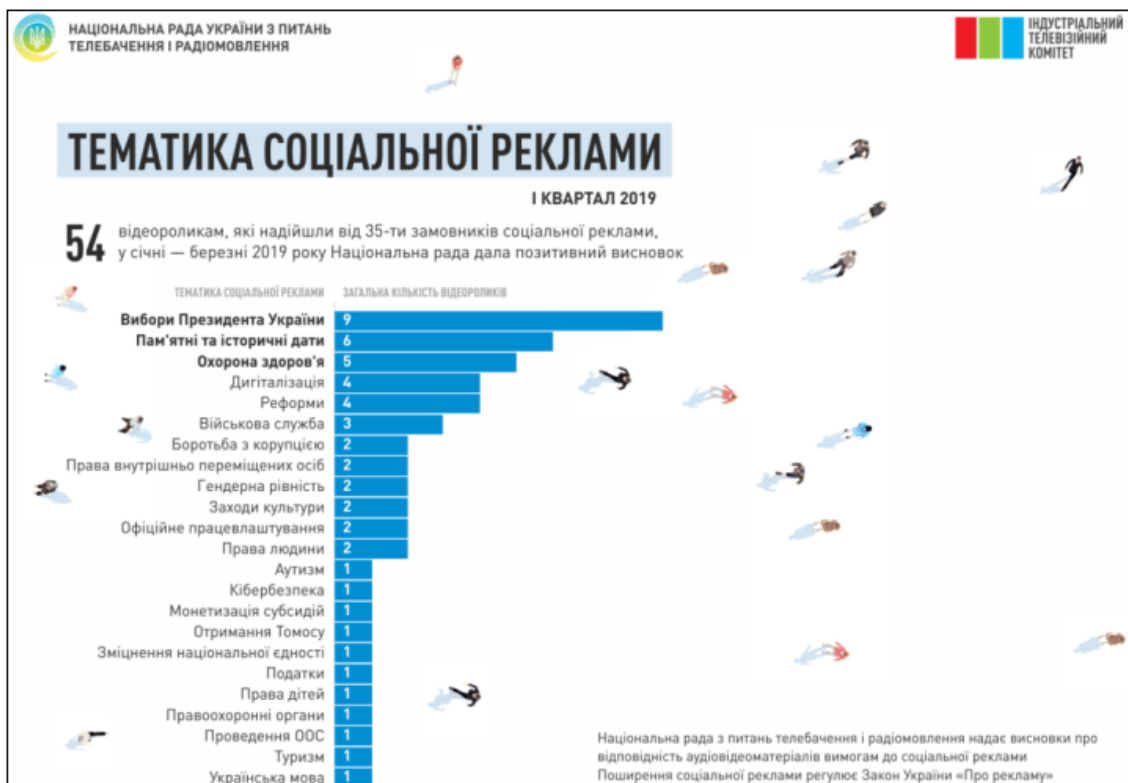 НАЦІОНАЛЬНА РАДА УКРАЇНИ З ПИТАНЬ
ТЕЛЕБАЧЕННЯ І РАДІОМОВЛЕННЯ
ІНДУСТРІАЛЬНИЙ
ТЕЛЕВІЗІЙНИЙ
КОМІТЕТ
ТЕМАТИКА СОЦІАЛЬНОЇ РЕКЛАМИ
І КВАРТАЛ 2019
54 відеороликам, які надійшли від 35-ти замовників соціальної реклами,
у січні — березні 2019 року Національна рада дала позитивний висновок
ТЕМАТИКА СОЦІАЛЬНОЇ РЕКЛАМИ ЗАГАЛЬНА КІЛЬКІСТЬ ВІДЕОРОЛИКІВ
Вибори Президента України 9
Пам'ятні та історичні дати 6
Охорона здоров'я 5
Дигіталізація 4
Реформи 4
Військова служба 3
Боротьба з корупцією 2
Права внутрішньо переміщених осіб 2
Гендерна рівність 2
Заходи культури 2
Офіційне працевлаштування 2
Права людини 2
Аутизм 1
Кібербезпека 1
Монетизація субсидій 1
Отримання Томосу 1
Зміцнення національної єдності 1
Податки 1
Права дітей 1
Правоохоронні органи 1
Проведення ООС 1
Туризм 1
Українська мова 1
Національна рада з питань телебачення і радіомовлення надає висновки про
відповідність аудіовідеоматеріалів вимогам до соціальної реклами
Поширення соціальної реклами регулює Закон України «Про рекламу»